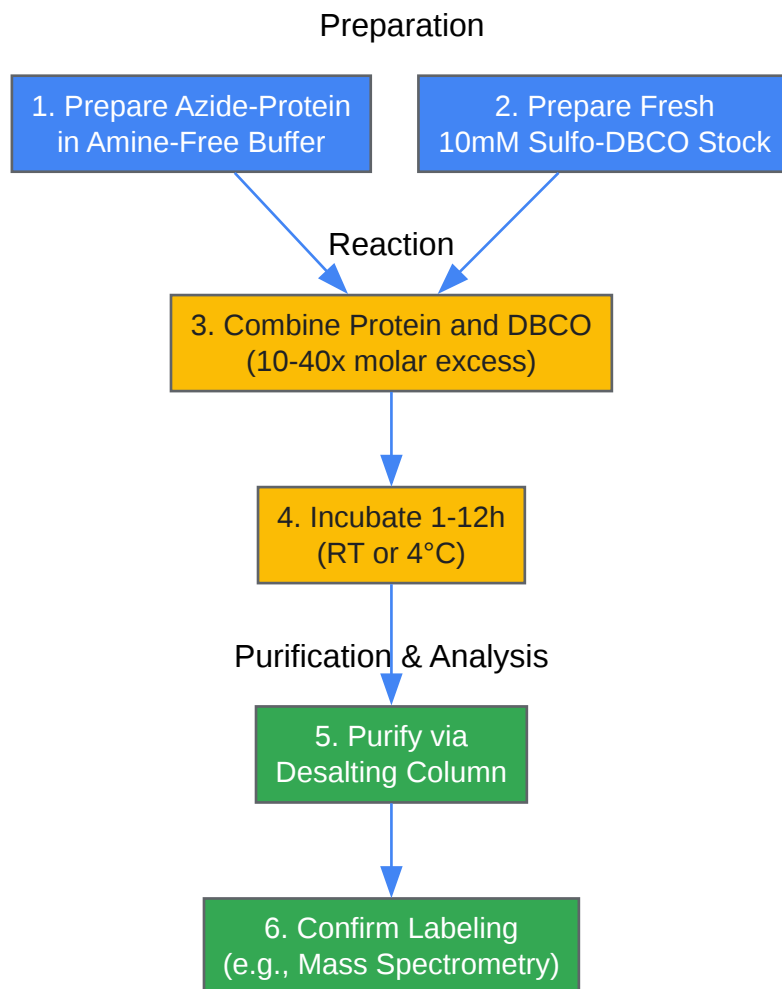 Preparation
1. Prepare Azide-Protein
in Amine-Free Buffer
2. Prepare Fresh
10mM Sulfo-DBCO Stock
Reaction
3. Combine Protein and DBCO
(10-40x molar excess)
4. Incubate 1-12h
(RT or 4°C)
Purification & Analysis
5. Purify via
Desalting Column
6. Confirm Labeling
(e.g., Mass Spectrometry)